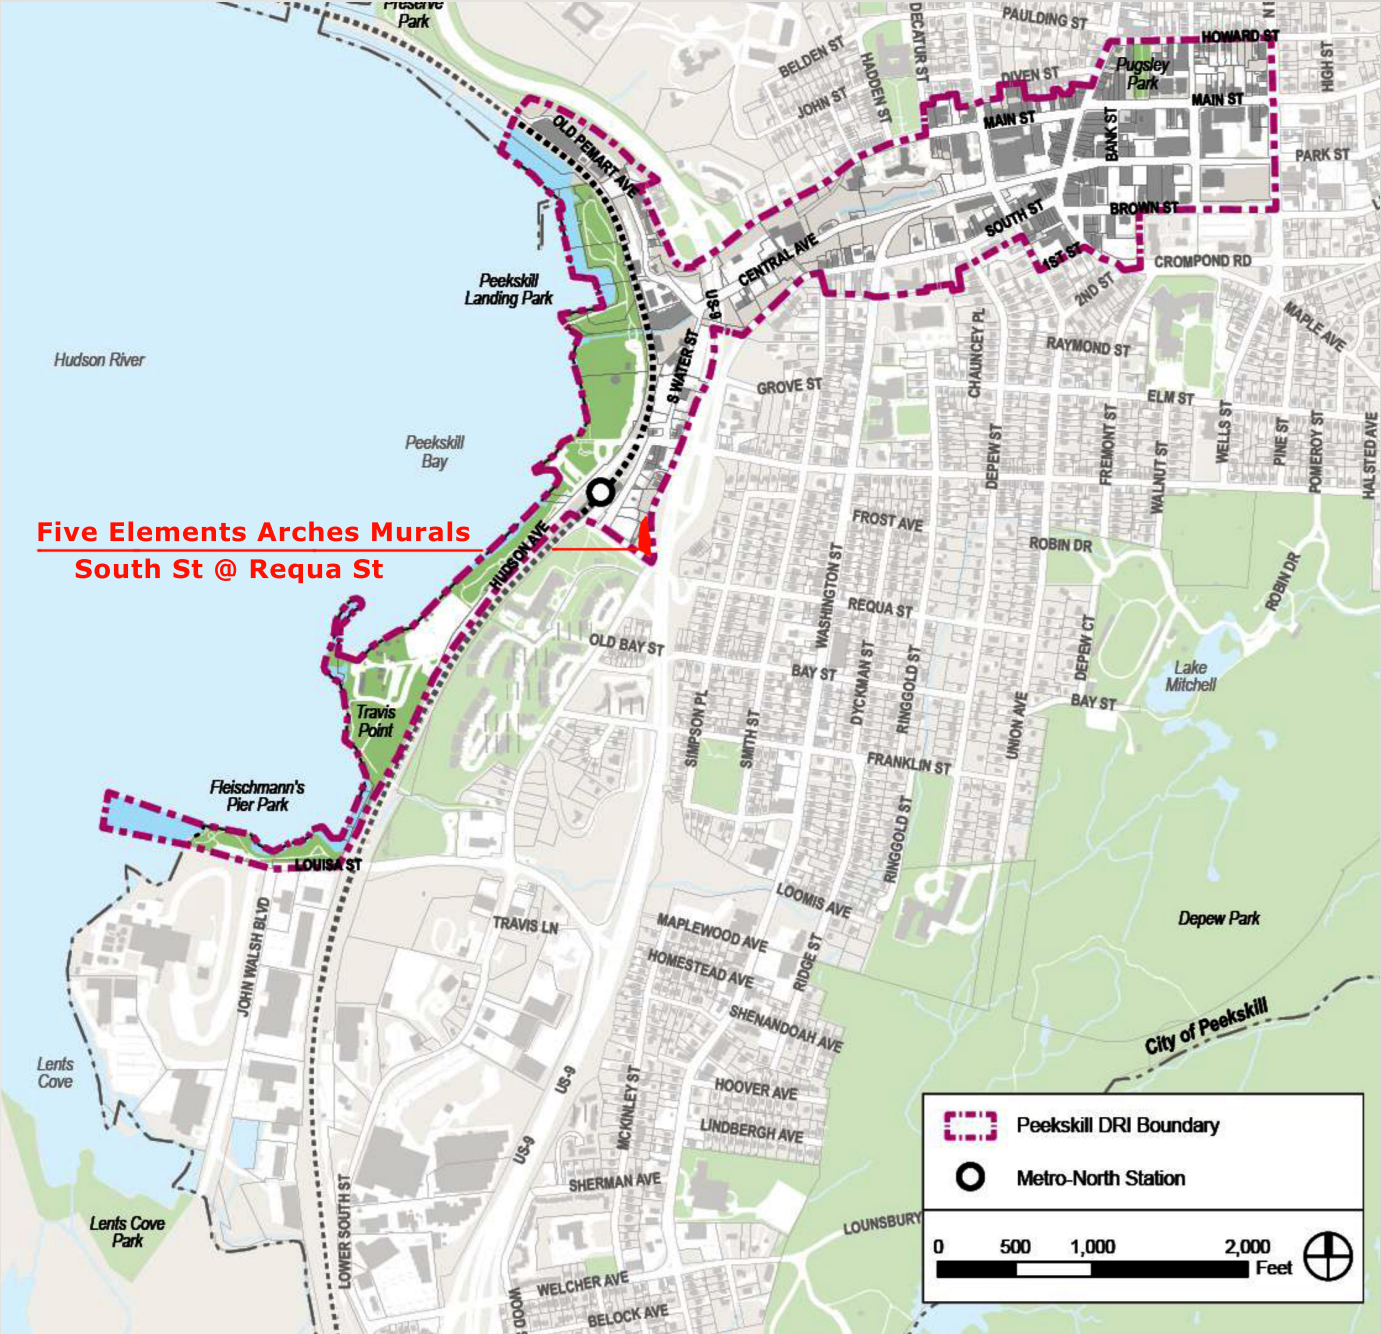 Preserve
Park
PAULDING ST
DECATUR ST
HOWARD ST
BELDEN ST
HADDEN ST
DIVEN ST
Pugsley
Park
HIGH ST
JOHN ST
MAIN ST
MAIN ST
BANK ST
OLD PEMART AVE
PARK ST
SOUTH ST
BROWN ST
CENTRAL AVE
1ST ST
2ND ST
CROMPOND RD
Peekskill
Landing Park
US-9
MAPLE AVE
CHAUNCEY PL
RAYMOND ST
Hudson River
S WATER ST
GROVE ST
ELM ST
Peekskill
Bay
DEPEW ST
FREMONT ST
WALNUT ST
WELLS ST
PINE ST
POMEROY ST
HALSTED AVE
Five Elements Arches Murals
South St @ Requa St
HUDSON AVE
FROST AVE
ROBIN DR
ROBIN DR
WASHINGTON ST
REQUA ST
OLD BAY ST
DEPEW CT
BAY ST
DYCKMAN ST
RINGGOLD ST
Lake
Mitchell
BAY ST
SIMPSON PL
SMITH ST
UNION AVE
Travis
Point
FRANKLIN ST
Fleischmann's
Pier Park
RINGGOLD ST
LOUISA ST
LOOMIS AVE
JOHN WALSH BLVD
TRAVIS LN
MAPLEWOOD AVE
Depew Park
HOMESTEAD AVE
RIDGE ST
SHENANDOAH AVE
City of Peekskill
Lents
Cove
US-9
MCKINLEY ST
HOOVER AVE
LINDBERGH AVE
US-9
SHERMAN AVE
Lents Cove
Park
LOWER SOUTH ST
LOUNSBURY
WELCHER AVE
BELOCK AVE
Peekskill DRI Boundary
Metro-North Station
0 500 1,000 2,000
Feet